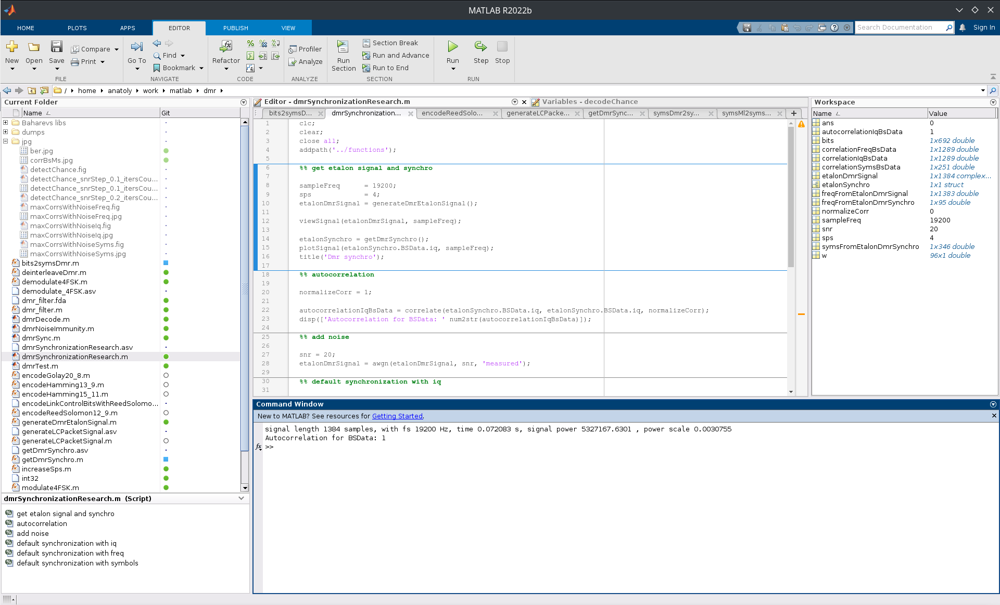 MATLAB R2022b
HOME PLOTS APPS EDITOR PUBLISH VIEW
Search Documentation
Sign In
New Open Save
Compare
Print
FILE
Go To
Find
Bookmark
NAVIGATE
Refactor
CODE
Profiler
Analyze
ANALYZE
Run Section
Section Break
Run and Advance
Run to End
SECTION
Run Step Stop
RUN
/ home anatoly work matlab dmr
Current Folder
Name Git
Baharevs libs
dumps
jpg
ber.jpg
corrBsMs.jpg
detectChance.fig
detectChance_snrStep_0.1_itersCou...
detectChance_snrStep_0.1_itersCou...
detectChance_snrStep_0.2_itersCou...
maxCorrsWithNoiseFreq.fig
maxCorrsWithNoiseFreq.jpg
maxCorrsWithNoiseIq.fig
maxCorrsWithNoiseIq.jpg
maxCorrsWithNoiseSyms.fig
maxCorrsWithNoiseSyms.jpg
bits2symsDmr.m
deinterleaveDmr.m
demodulate4FSK.m
demodulate_4FSK.asv
dmr_filter.fda
dmr_filter.m
dmrDecode.m
dmrNoiseImmunity.m
dmrSync.m
dmrSynchronizationResearch.asv
dmrSynchronizationResearch.m
dmrTest.m
encodeGolay20_8.m
encodeHamming13_9.m
encodeHamming15_11.m
encodeLinkControlBitsWithReedSolomo...
encodeReedSolomon12_9.m
generateDmrEtalonSignal.m
generateLCPacketSignal.asv
generateLCPacketSignal.m
getDmrSynchro.asv
getDmrSynchro.m
increaseSps.m
int32
modulate4FSK.m
dmrSynchronizationResearch.m (Script)
get etalon signal and synchro
autocorrelation
add noise
default synchronization with iq
default synchronization with freq
default synchronization with symbols
Editor - dmrSynchronizationResearch.m
Variables - decodeChance
bits2symsD... dmrSynchronization... encodeReedSolo... generateLCPacke... getDmrSync... symsDmr2sy... symsMl2syms...
1 clc;
2 clear;
3 close all;
4 addpath('../functions');
5
6 %% get etalon signal and synchro
7
8 sampleFreq = 19200;
9 sps = 4;
10 etalonDmrSignal = generateDmrEtalonSignal();
11
12 viewSignal(etalonDmrSignal, sampleFreq);
13
14 etalonSynchro = getDmrSynchro();
15 plotSignal(etalonSynchro.BSData.iq, sampleFreq);
16 title('Dmr synchro');
17
18 %% autocorrelation
19
20 normalizeCorr = 1;
21
22 autocorrelationIqBsData = correlate(etalonSynchro.BSData.iq, etalonSynchro.BSData.iq, normalizeCorr);
23 disp(['Autocorrelation for BSData: ' num2str(autocorrelationIqBsData)]);
24
25 %% add noise
26
27 snr = 20;
28 etalonDmrSignal = awgn(etalonDmrSignal, snr, 'measured');
29
30 %% default synchronization with iq
31
Command Window
New to MATLAB? See resources for Getting Started.
signal length 1384 samples, with fs 19200 Hz, time 0.072083 s, signal power 5327167.6301 , power scale 0.0030755
Autocorrelation for BSData: 1
fx >>
Workspace
Name Value
ans 0
autocorrelationIqBsData 1
bits 1x692 double
correlationFreqBsData 1x1289 double
correlationIqBsData 1x1289 double
correlationSymsBsData 1x251 double
etalonDmrSignal 1x1384 complex...
etalonSynchro 1x1 struct
freqFromEtalonDmrSignal 1x1383 double
freqFromEtalonDmrSynchro 1x95 double
normalizeCorr 0
sampleFreq 19200
snr 20
sps 4
symsFromEtalonDmrSynchro 1x346 double
w 96x1 double